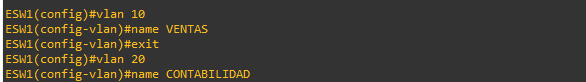 ESW1(config)#vlan 10
ESW1(config-vlan)#name VENTAS
ESW1(config-vlan)#exit
ESW1(config)#vlan 20
ESW1(config-vlan)#name CONTABILIDAD